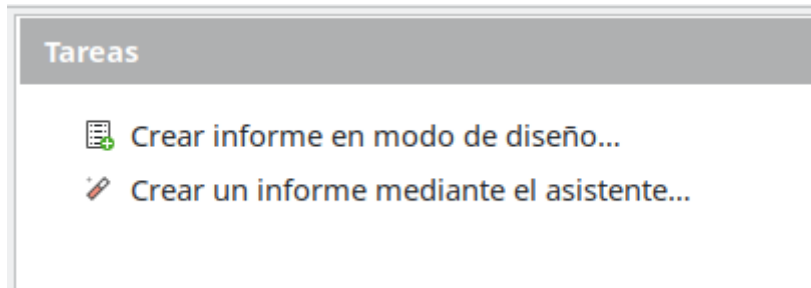 Tareas
Crear informe en modo de diseño...
Crear un informe mediante el asistente...